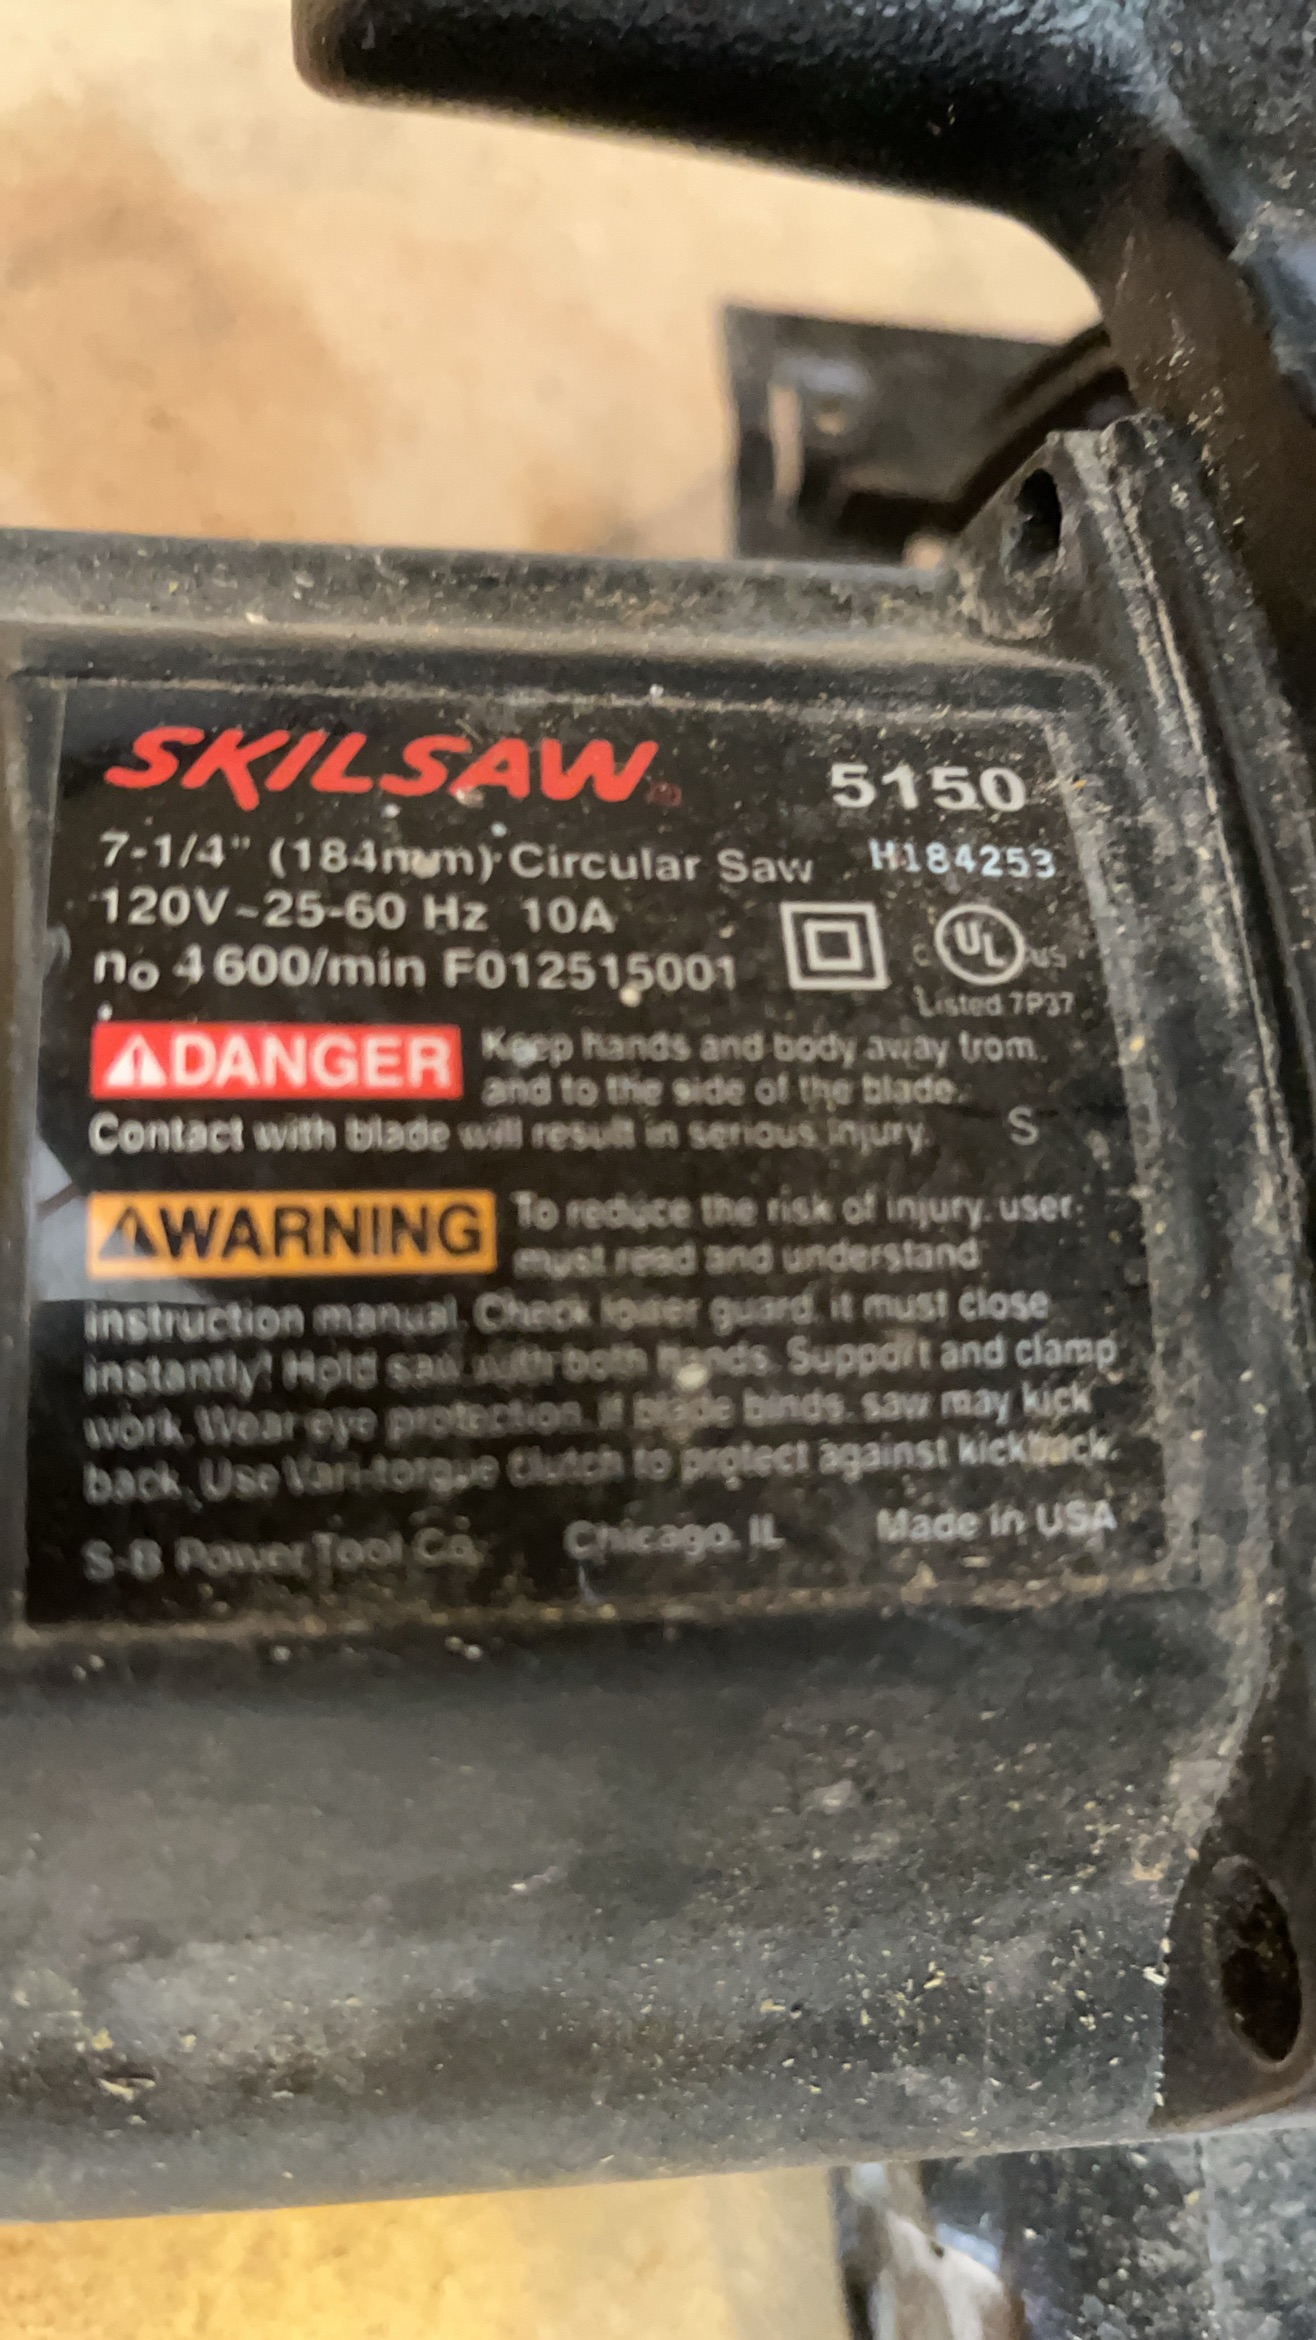 SKILSAW® 5150
7-1/4" (184mm) Circular Saw H184253
120V~25-60 Hz 10A
no 4600/min F012515001
C UL US
Listed 7P37
DANGER Keep hands and body away from
and to the side of the blade.
Contact with blade will result in serious injury. S
WARNING To reduce the risk of injury, user
must read and understand
instruction manual. Check lower guard, it must close
instantly! Hold saw with both hands. Support and clamp
work. Wear eye protection. If blade binds, saw may kick
back. Use Vari-torque clutch to protect against kickback.
S-B Power Tool Co. Chicago, IL Made in USA